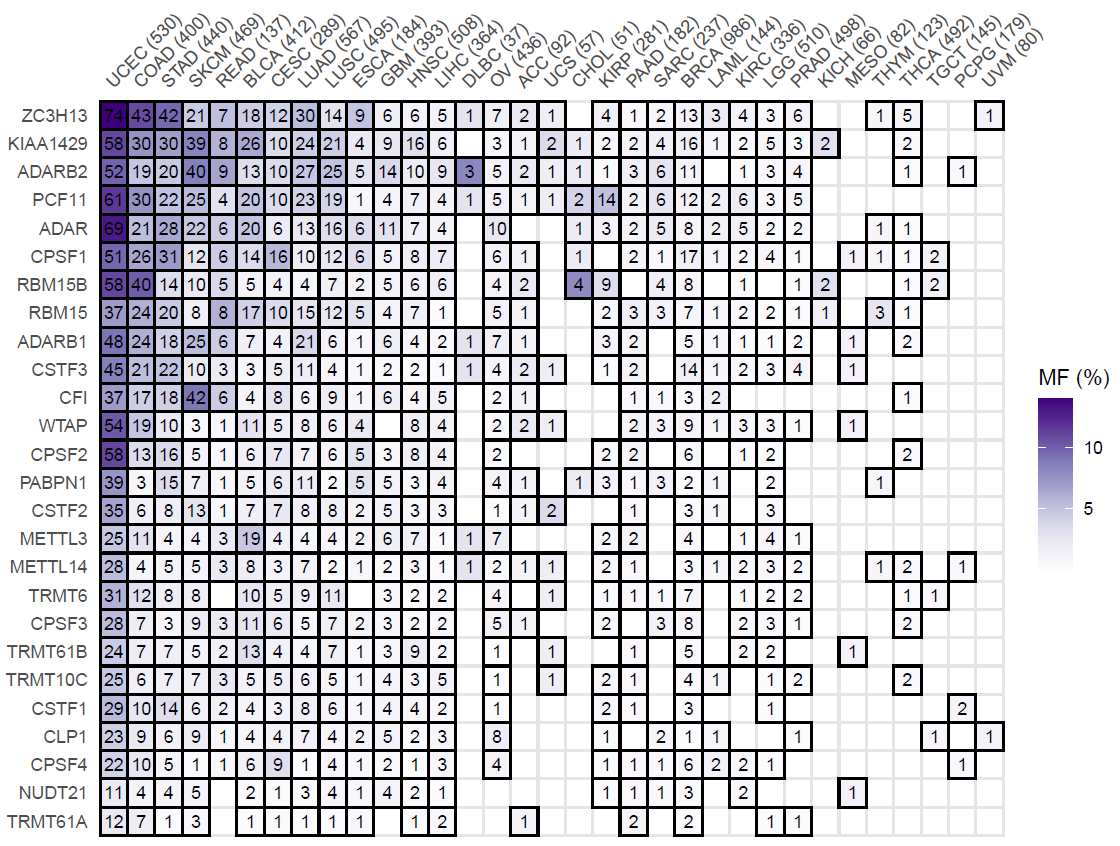 UCEC (530) COAD (400) STAD (440) SKCM (469) READ (137) BLCA (412) CESC (289) LUAD (567) LUSC (495) ESCA (184) GBM (393) HNSC (508) LIHC (364) DLBC (37) OV (436) ACC (92) UCS (57) CHOL (51) KIRP (281) PAAD (182) SARC (237) BRCA (986) LAML (144) KIRC (336) LGG (510) PRAD (498) KICH (66) MESO (82) THYM (123) THCA (492) TGCT (145) PCPG (179) UVM (80)
ZC3H13 74 43 42 21 7 18 12 30 14 9 6 6 5 1 7 2 1 4 1 2 13 3 4 3 6 1 5 1
KIAA1429 58 30 30 39 8 26 10 24 21 4 9 16 6 3 1 2 1 2 2 4 16 1 2 5 3 2 2
ADARB2 52 19 20 40 9 13 10 27 25 5 14 10 9 3 5 2 1 1 1 3 6 11 1 3 4 1 1
PCF11 61 30 22 25 4 20 10 23 19 1 4 7 4 1 5 1 1 2 14 2 6 12 2 6 3 5
ADAR 69 21 28 22 6 20 6 13 16 6 11 7 4 10 1 3 2 5 8 2 5 2 2 1 1
CPSF1 51 26 31 12 6 14 16 10 12 6 5 8 7 6 1 1 2 1 17 1 2 4 1 1 1 1 2
RBM15B 58 40 14 10 5 5 4 4 7 2 5 6 6 4 2 4 9 4 8 1 1 2 1 2
RBM15 37 24 20 8 8 17 10 15 12 5 4 7 1 5 1 2 3 3 7 1 2 2 1 1 3 1
ADARB1 48 24 18 25 6 7 4 21 6 1 6 4 2 1 7 1 3 2 5 1 1 1 2 1 2
CSTF3 45 21 22 10 3 3 5 11 4 1 2 2 1 1 4 2 1 1 2 14 1 2 3 4 1
CFI 37 17 18 42 6 4 8 6 9 1 6 4 5 2 1 1 1 3 2 1
WTAP 54 19 10 3 1 11 5 8 6 4 8 4 2 2 1 2 3 9 1 3 3 1 1
CPSF2 58 13 16 5 1 6 7 7 6 5 3 8 4 2 2 2 6 1 2 2
PABPN1 39 3 15 7 1 5 6 11 2 5 5 3 4 4 1 1 3 1 3 2 1 2 1
CSTF2 35 6 8 13 1 7 7 8 8 2 5 3 3 1 1 2 1 3 1 3
METTL3 25 11 4 4 3 19 4 4 4 2 6 7 1 1 7 2 2 4 1 4 1
METTL14 28 4 5 5 3 8 3 7 2 1 2 3 1 1 2 1 1 2 1 3 1 2 3 2 1 2 1
TRMT6 31 12 8 8 10 5 9 11 3 2 2 4 1 1 1 1 7 1 2 2 1 1
CPSF3 28 7 3 9 3 11 6 5 7 2 3 2 2 5 1 2 3 8 2 3 1 2
TRMT61B 24 7 7 5 2 13 4 4 7 1 3 9 2 1 1 1 5 2 2 1
TRMT10C 25 6 7 7 3 5 5 6 5 1 4 3 5 1 1 2 1 4 1 1 2 2
CSTF1 29 10 14 6 2 4 3 8 6 1 4 4 2 1 2 1 3 1 2
CLP1 23 9 6 9 1 4 4 7 4 2 5 2 3 8 1 2 1 1 1 1 1
CPSF4 22 10 5 1 1 6 9 1 4 1 2 1 3 4 1 1 1 6 2 2 1 1
NUDT21 11 4 4 5 2 1 3 4 1 4 2 1 1 1 1 3 2 1
TRMT61A 12 7 1 3 1 1 1 1 1 1 2 1 2 2 1 1
MF (%)
10
5